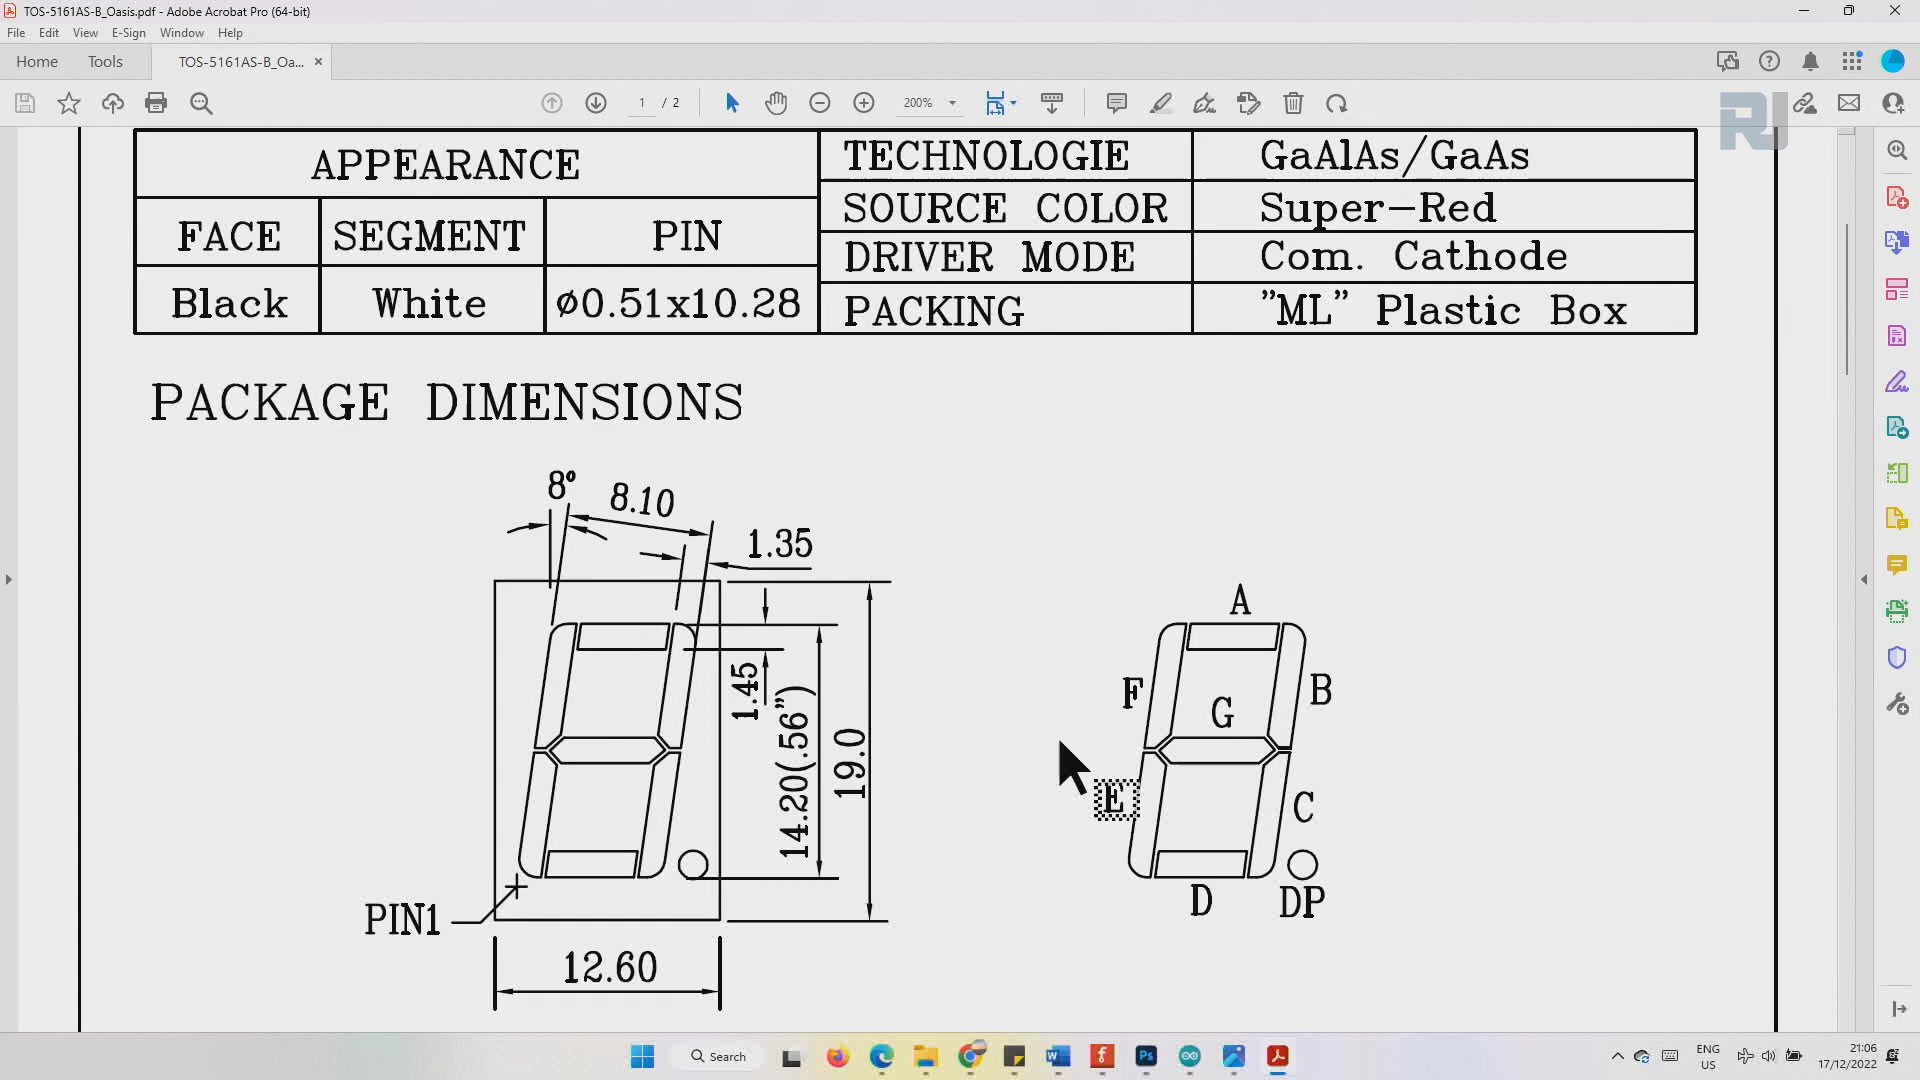 TOS-5161AS-B_Oasis.pdf - Adobe Acrobat Pro (64-bit)
File Edit View E-Sign Window Help
Home Tools TOS-5161AS-B_Oa... ×
1 / 2 200%
RJ
APPEARANCE
FACE SEGMENT PIN
Black White ø0.51x10.28
TECHNOLOGIE GaAlAs/GaAs
SOURCE COLOR Super-Red
DRIVER MODE Com. Cathode
PACKING "ML" Plastic Box
PACKAGE DIMENSIONS
8°
8.10
1.35
1.45
14.20(.56")
19.0
PIN1
12.60
A
F
B
G
E
C
D
DP
Search
ENG
US
21:06
17/12/2022